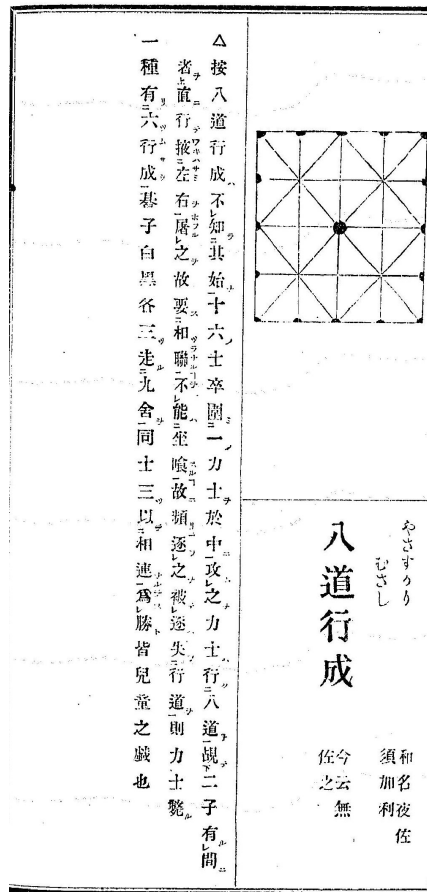 やさすかり
むさし
八道行成
和名夜佐
須加利
今云無
佐之
△按八道行成不知其始十六士卒圍一力士於中攻之力士行八道覘二子有間
者直行掖左右屠之故要相聯不能坐喰故頻逐之被逐失行道則力士斃
一種有六行成碁子白黑各三走九舍同士三以相連爲勝皆兒童之戲也